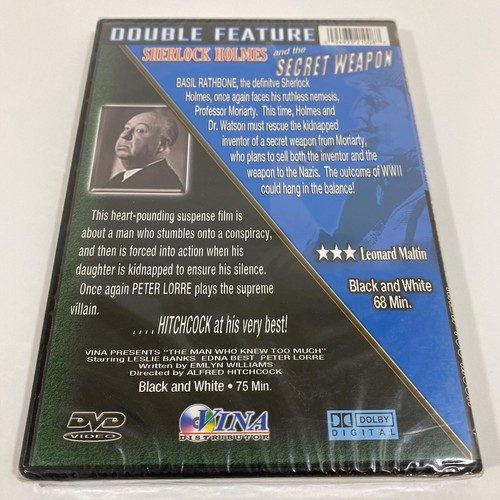 DOUBLE FEATURE
SHERLOCK HOLMES and the
SECRET WEAPON
BASIL RATHBONE, the definitve Sherlock
Holmes, once again faces his ruthless nemesis,
Professor Moriarty. This time, Holmes and
Dr. Watson must rescue the kidnapped
inventor of a secret weapon from Moriarty,
who plans to sell both the inventor and the
weapon to the Nazis. The outcome of WWII
could hang in the balance!
★★★ Leonard Maltin
Black and White
68 Min.
This heart-pounding suspense film is
about a man who stumbles onto a conspiracy,
and then is forced into action when his
daughter is kidnapped to ensure his silence.
Once again PETER LORRE plays the supreme
villain.
. . . . HITCHCOCK at his very best!
VINA PRESENTS "THE MAN WHO KNEW TOO MUCH"
Starring LESLIE BANKS EDNA BEST PETER LORRE
Written by EMLYN WILLIAMS
Directed by ALFRED HITCHCOCK
Black and White • 75 Min.
DVD
VIDEO
VINA
DISTRIBUTOR
DOLBY
DIGITAL